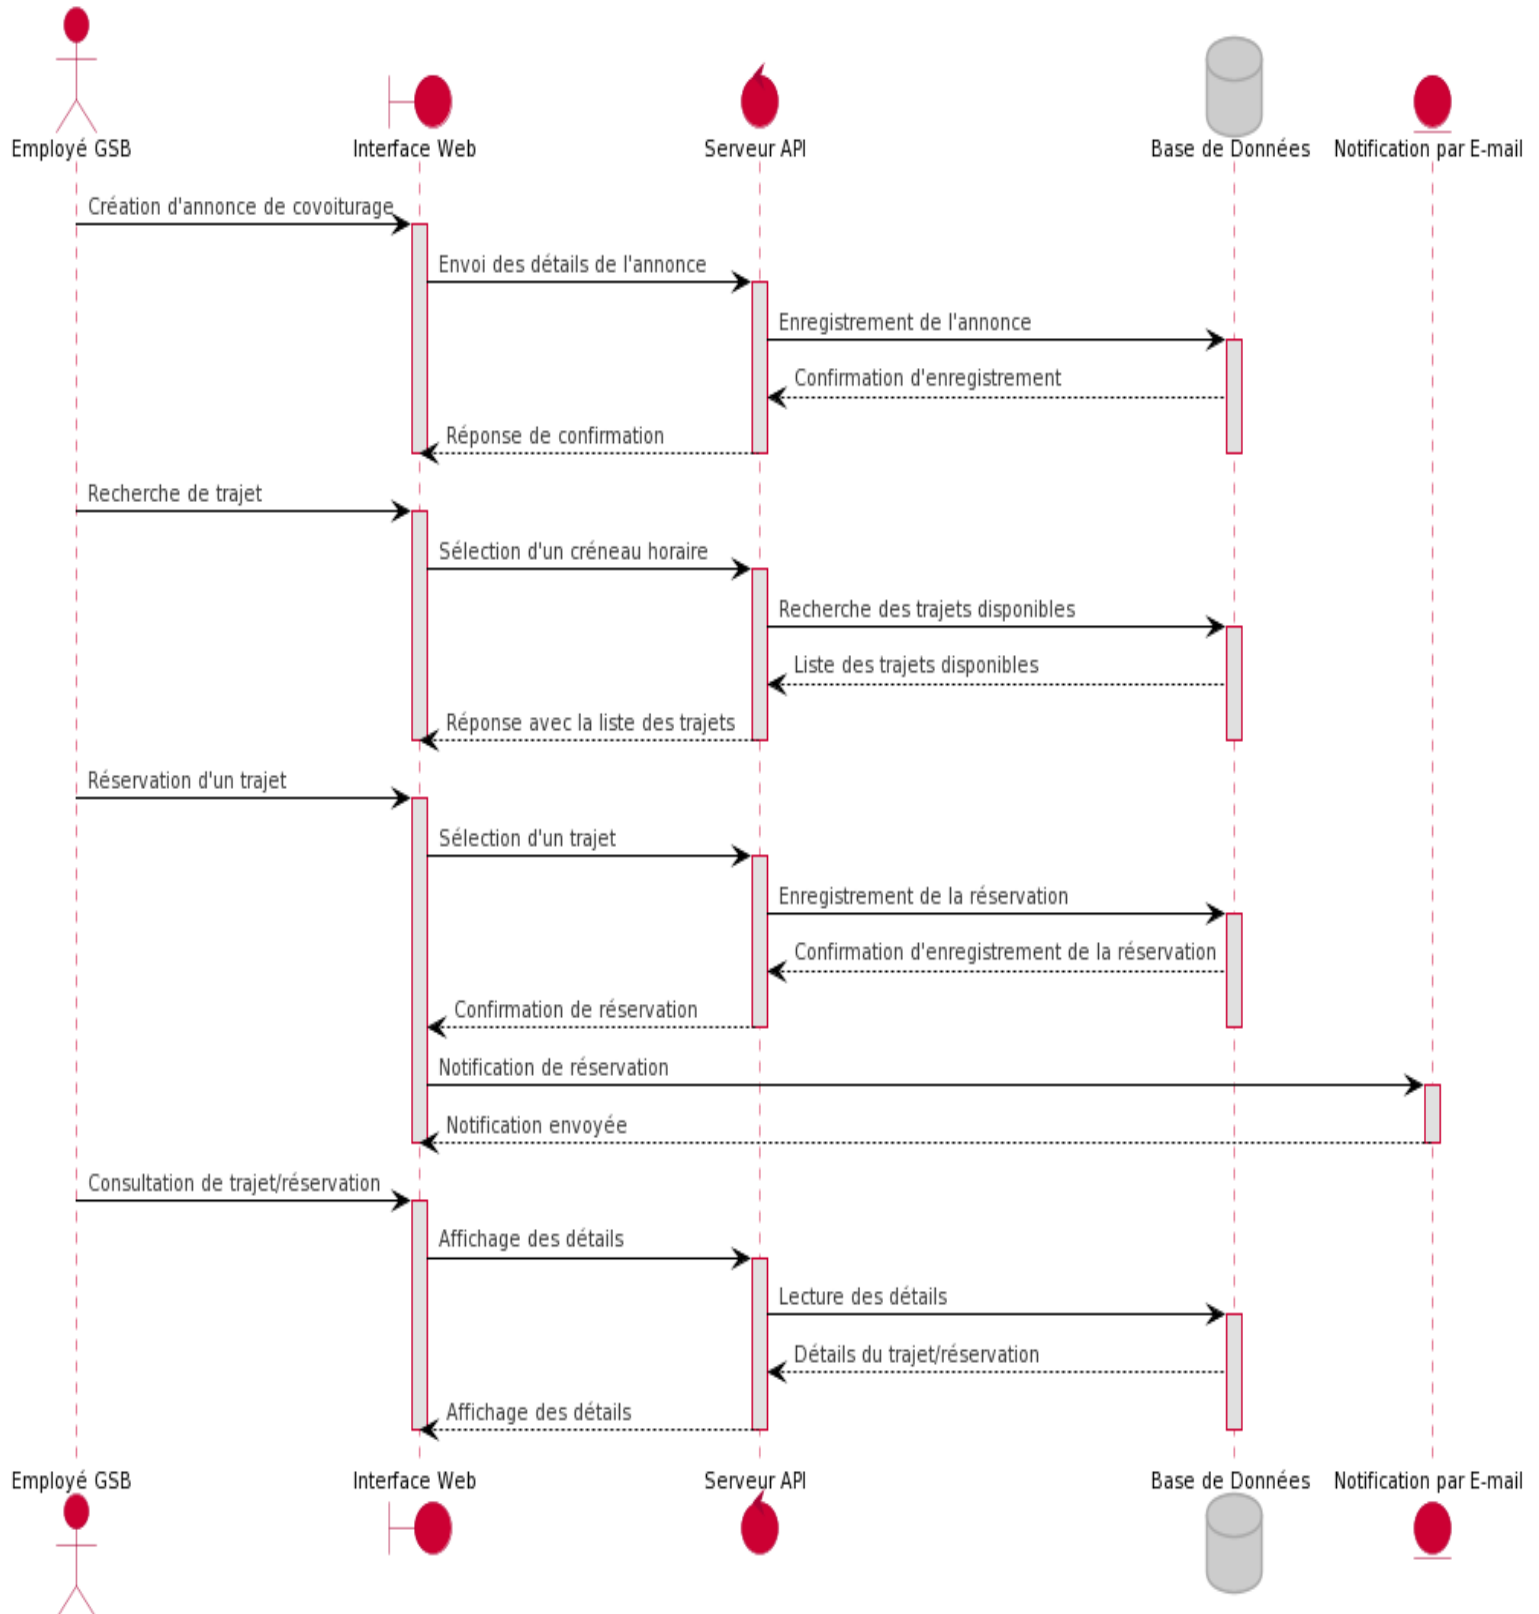 Employé GSB
Interface Web
Serveur API
Base de Données
Notification par E-mail
Création d'annonce de covoiturage
Envoi des détails de l'annonce
Enregistrement de l'annonce
Confirmation d'enregistrement
Réponse de confirmation
Recherche de trajet
Sélection d'un créneau horaire
Recherche des trajets disponibles
Liste des trajets disponibles
Réponse avec la liste des trajets
Réservation d'un trajet
Sélection d'un trajet
Enregistrement de la réservation
Confirmation d'enregistrement de la réservation
Confirmation de réservation
Notification de réservation
Notification envoyée
Consultation de trajet/réservation
Affichage des détails
Lecture des détails
Détails du trajet/réservation
Affichage des détails
Employé GSB
Interface Web
Serveur API
Base de Données
Notification par E-mail